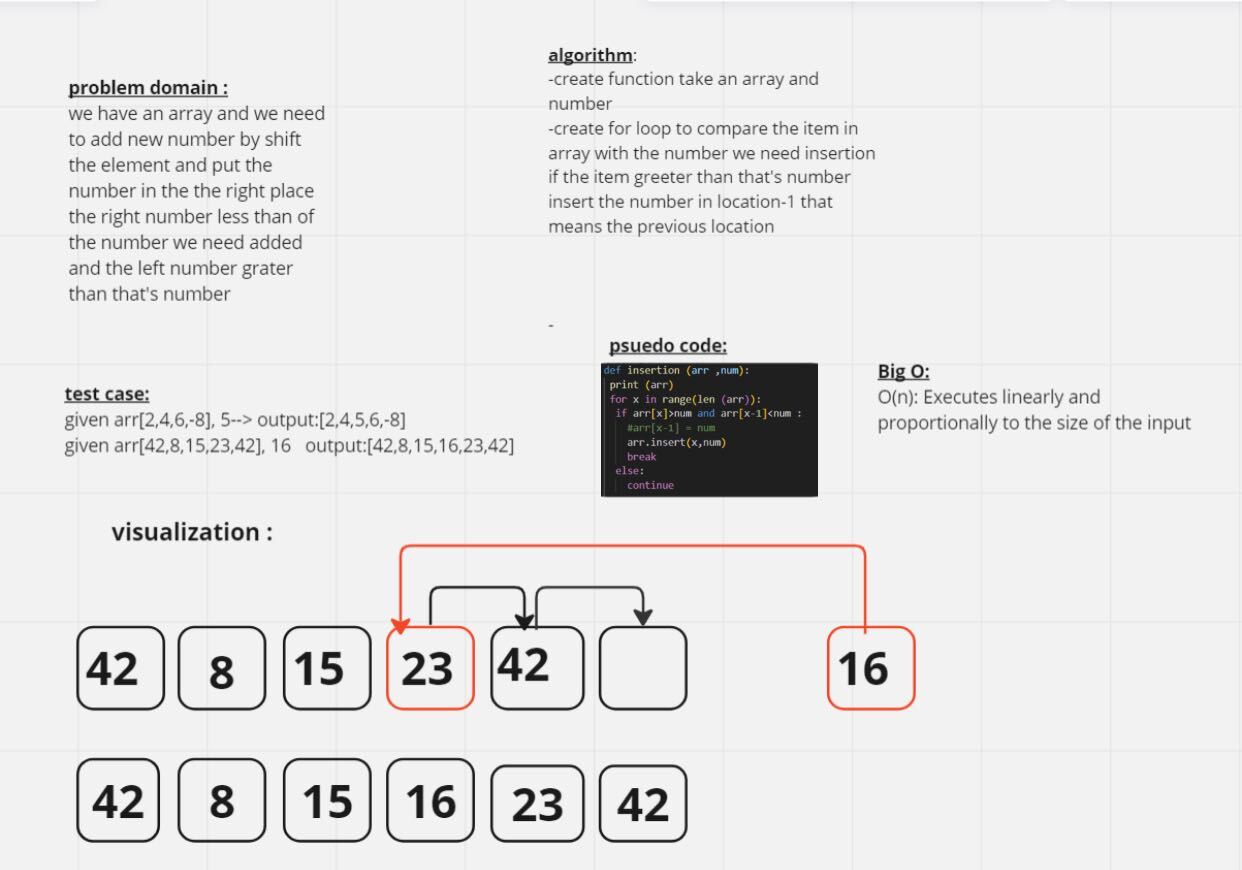 problem domain :
we have an array and we need
to add new number by shift
the element and put the
number in the the right place
the right number less than of
the number we need added
and the left number grater
than that's number
algorithm:
-create function take an array and
number
-create for loop to compare the item in
array with the number we need insertion
if the item greeter than that's number
insert the number in location-1 that
means the previous location
-
test case:
given arr[2,4,6,-8], 5--> output:[2,4,5,6,-8]
given arr[42,8,15,23,42], 16 output:[42,8,15,16,23,42]
psuedo code:
def insertion (arr ,num):
print (arr)
for x in range(len (arr)):
if arr[x]>num and arr[x-1]<num :
#arr[x-1] = num
arr.insert(x,num)
break
else:
continue
Big O:
O(n): Executes linearly and
proportionally to the size of the input
visualization :
42 8 15 23 42 16
42 8 15 16 23 42